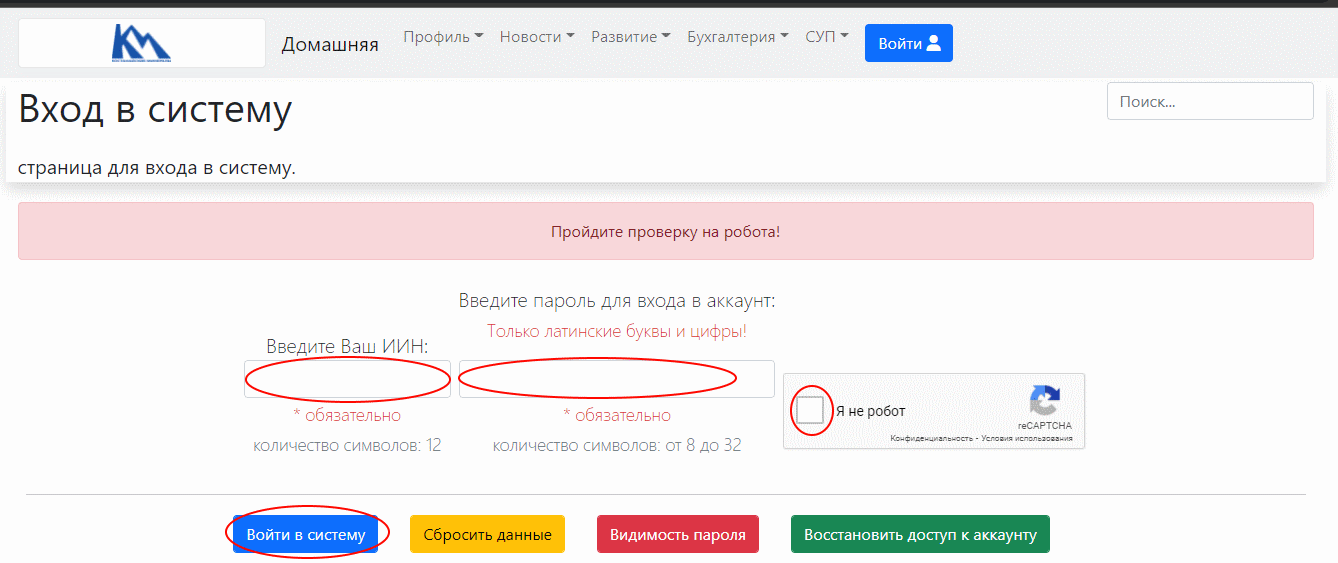 КМ
Домашняя Профиль Новости Развитие Бухгалтерия СУП Войти
Вход в систему
Поиск...
страница для входа в систему.
Пройдите проверку на робота!
Введите пароль для входа в аккаунт:
Только латинские буквы и цифры!
Введите Ваш ИИН:
* обязательно
* обязательно
количество символов: 12
количество символов: от 8 до 32
Я не робот
reCAPTCHA
Конфиденциальность - Условия использования
Войти в систему Сбросить данные Видимость пароля Восстановить доступ к аккаунту